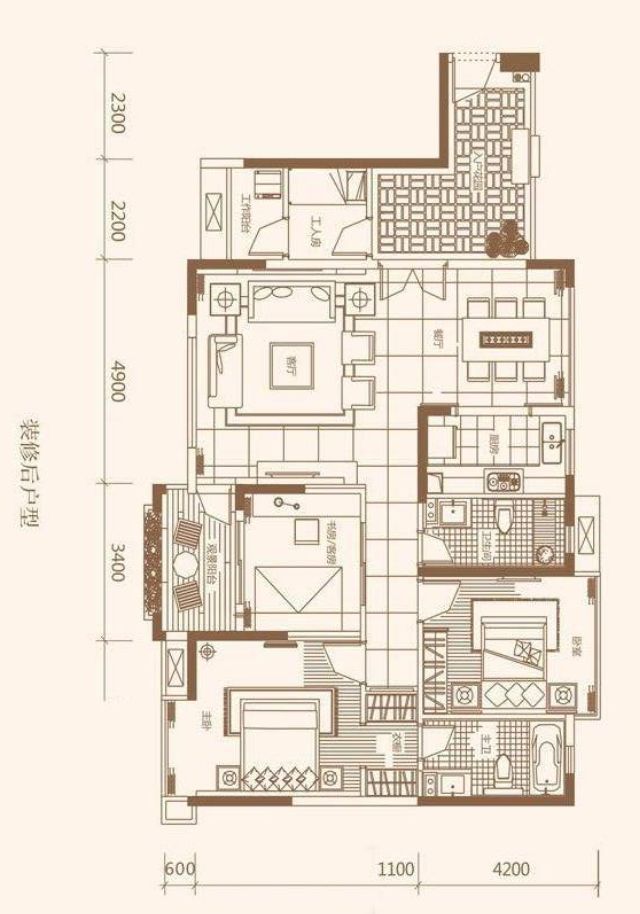 2300
2200
4900
3400
装修后户型
入户花园
工作阳台
工人房
客厅
餐厅
厨房
卫生间
书房/客房
观景阳台
卧室
主卧
衣橱
主卫
600
1100
4200